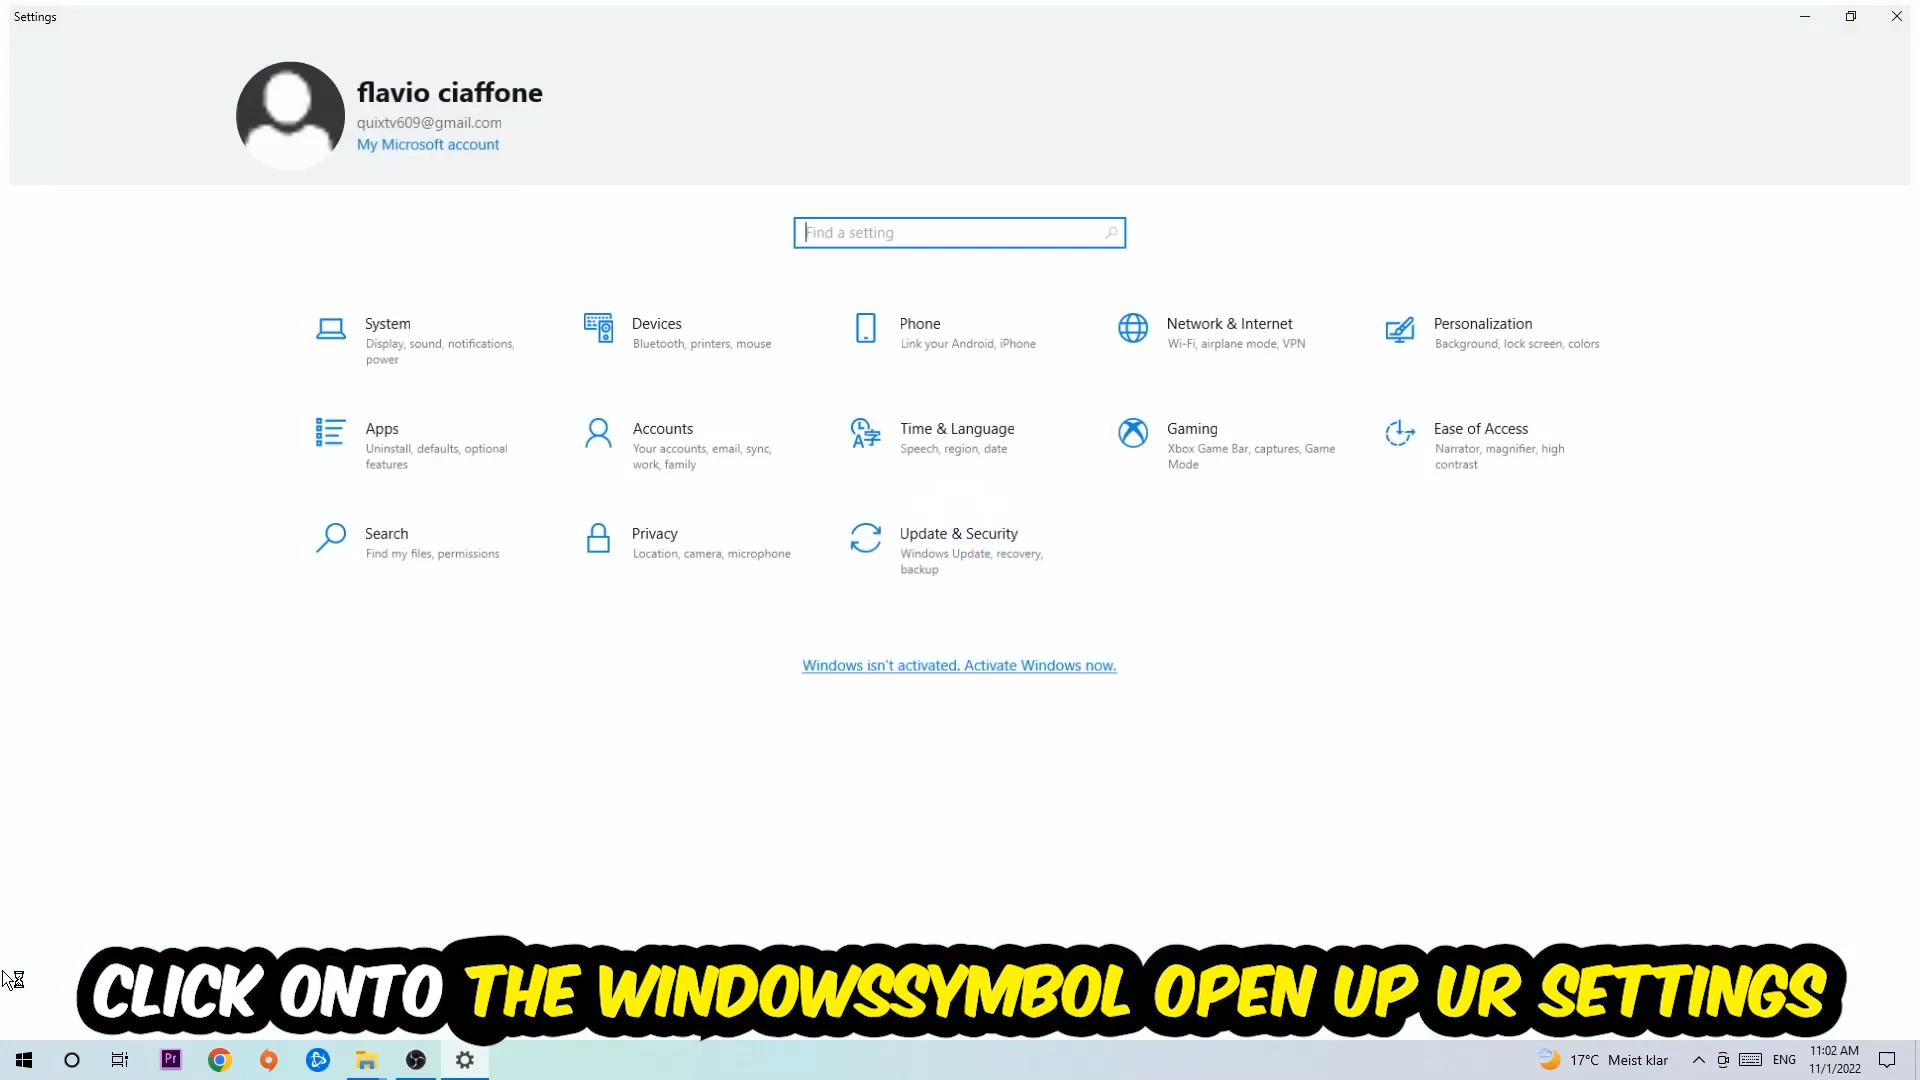 Settings
flavio ciaffone
quixtv609@gmail.com
My Microsoft account
Find a setting
System
Display, sound, notifications,
power
Devices
Bluetooth, printers, mouse
Phone
Link your Android, iPhone
Network & Internet
Wi-Fi, airplane mode, VPN
Personalization
Background, lock screen, colors
Apps
Uninstall, defaults, optional
features
Accounts
Your accounts, email, sync,
work, family
Time & Language
Speech, region, date
Gaming
Xbox Game Bar, captures, Game
Mode
Ease of Access
Narrator, magnifier, high
contrast
Search
Find my files, permissions
Privacy
Location, camera, microphone
Update & Security
Windows Update, recovery,
backup
Windows isn't activated. Activate Windows now.
CLICK ONTO THE WINDOWSSYMBOL OPEN UP UR SETTINGS
Pr
17°C Meist klar
ENG
11:02 AM
11/1/2022